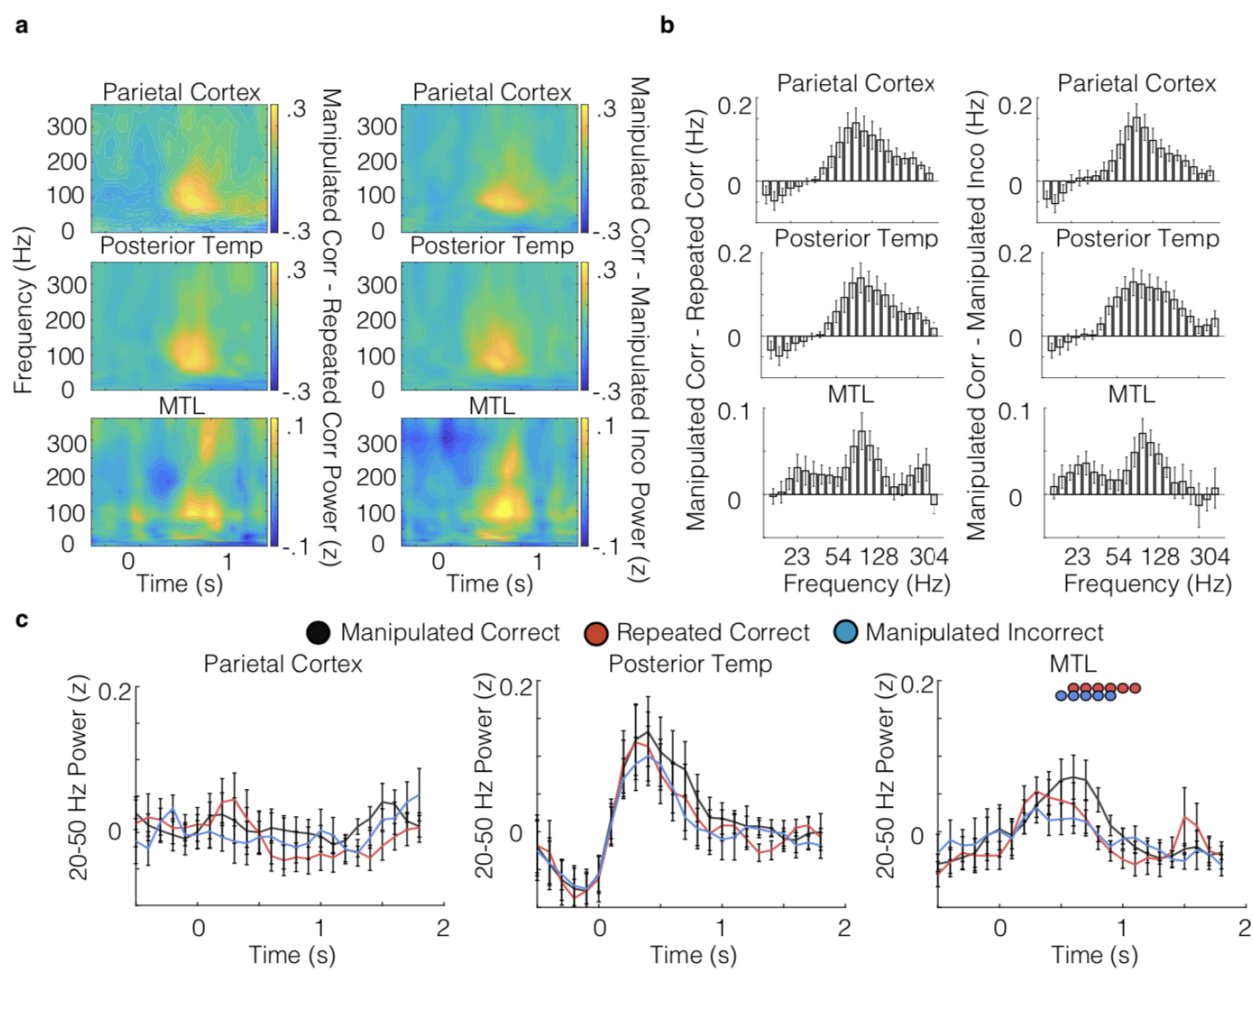 a
b
Parietal Cortex
Parietal Cortex
300
200
100
0
.3
-.3
300
200
100
0
.3
-.3
Posterior Temp
Posterior Temp
300
200
100
0
.3
-.3
300
200
100
0
.3
-.3
MTL
MTL
300
200
100
0
.1
-.1
300
200
100
0
.1
-.1
0 1
0 1
Time (s)
Time (s)
Frequency (Hz)
Manipulated Corr - Repeated Corr Power (z)
Manipulated Corr - Manipulated Inco Power (z)
Parietal Cortex
Parietal Cortex
0.2
0
0.2
0
Posterior Temp
Posterior Temp
0.2
0
0.2
0
MTL
MTL
0.1
0
0.1
0
23 54 128 304
23 54 128 304
Frequency (Hz)
Frequency (Hz)
Manipulated Corr - Repeated Corr (Hz)
Manipulated Corr - Manipulated Inco (Hz)
c
Manipulated Correct
Repeated Correct
Manipulated Incorrect
Parietal Cortex
Posterior Temp
MTL
20-50 Hz Power (z)
0.2
0
0 1 2
Time (s)
20-50 Hz Power (z)
0.2
0
0 1 2
Time (s)
20-50 Hz Power (z)
0.2
0
0 1 2
Time (s)